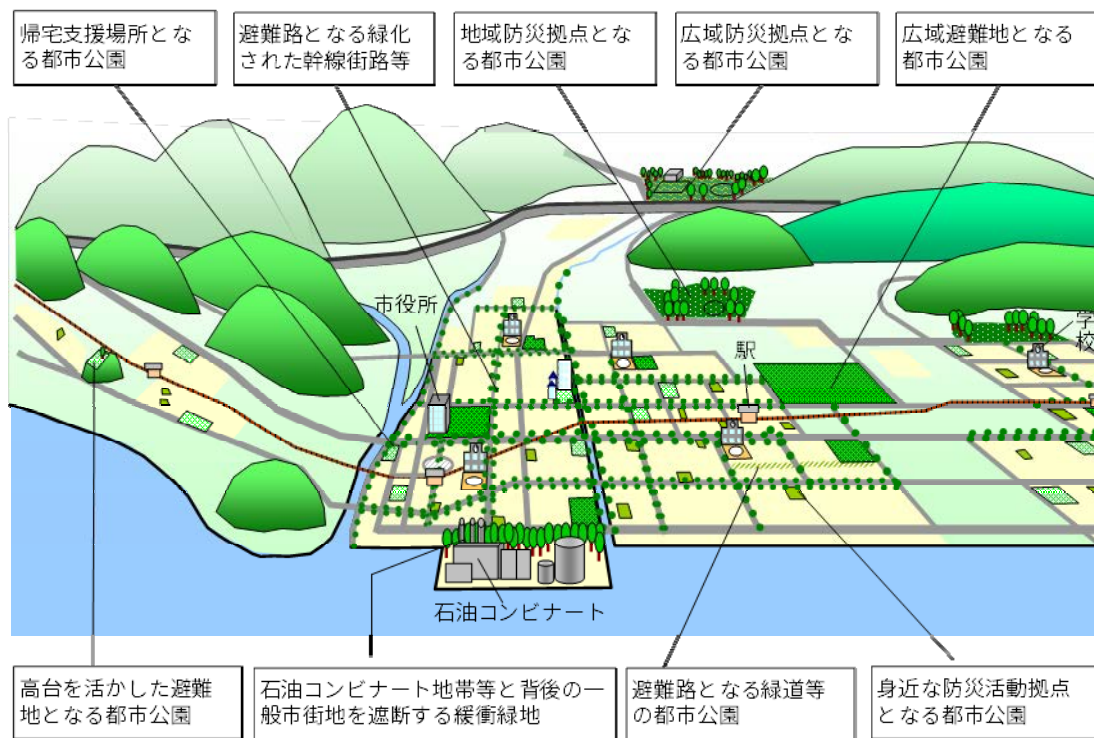 帰宅支援場所とな
る都市公園
避難路となる緑化
された幹線街路等
地域防災拠点とな
る都市公園
広域防災拠点とな
る都市公園
広域避難地となる
都市公園
市役所
駅
学
校
石油コンビナート
高台を活かした避難
地となる都市公園
石油コンビナート地帯等と背後の一
般市街地を遮断する緩衝緑地
避難路となる緑道等
の都市公園
身近な防災活動拠点
となる都市公園